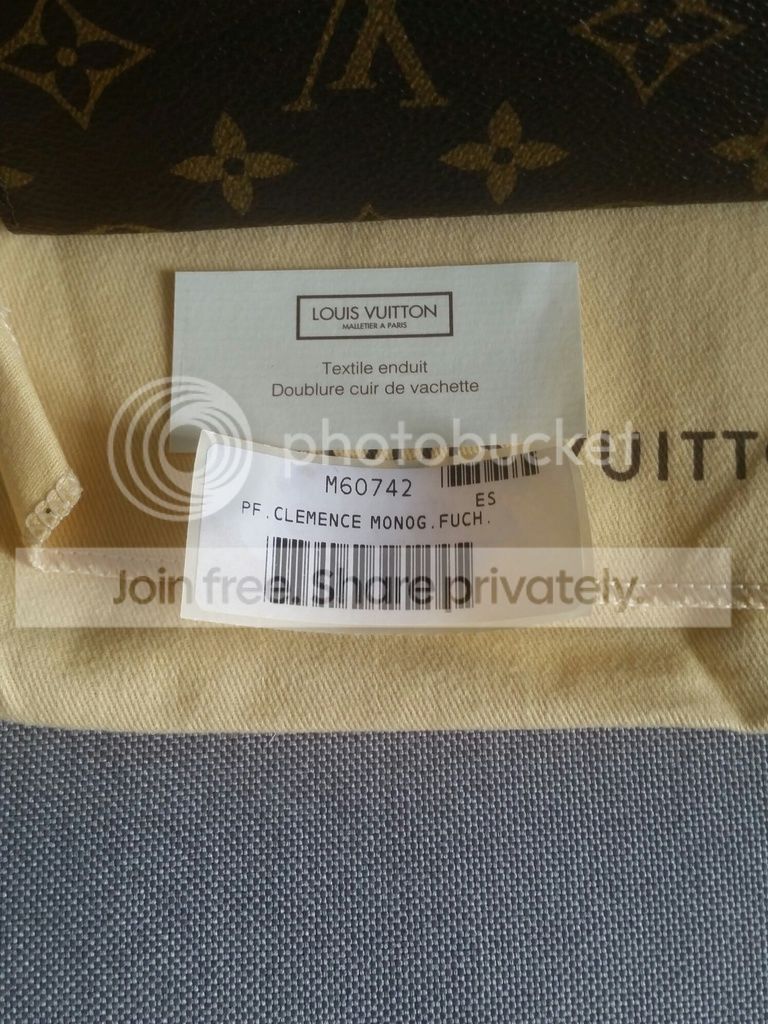 LOUIS VUITTON
MALLETIER A PARIS
Textile enduit
Doublure cuir de vachette
photobucket
VUITT
M60742
ES
PF.CLEMENCE MONOG.FUCH.
Join free. Share privately.